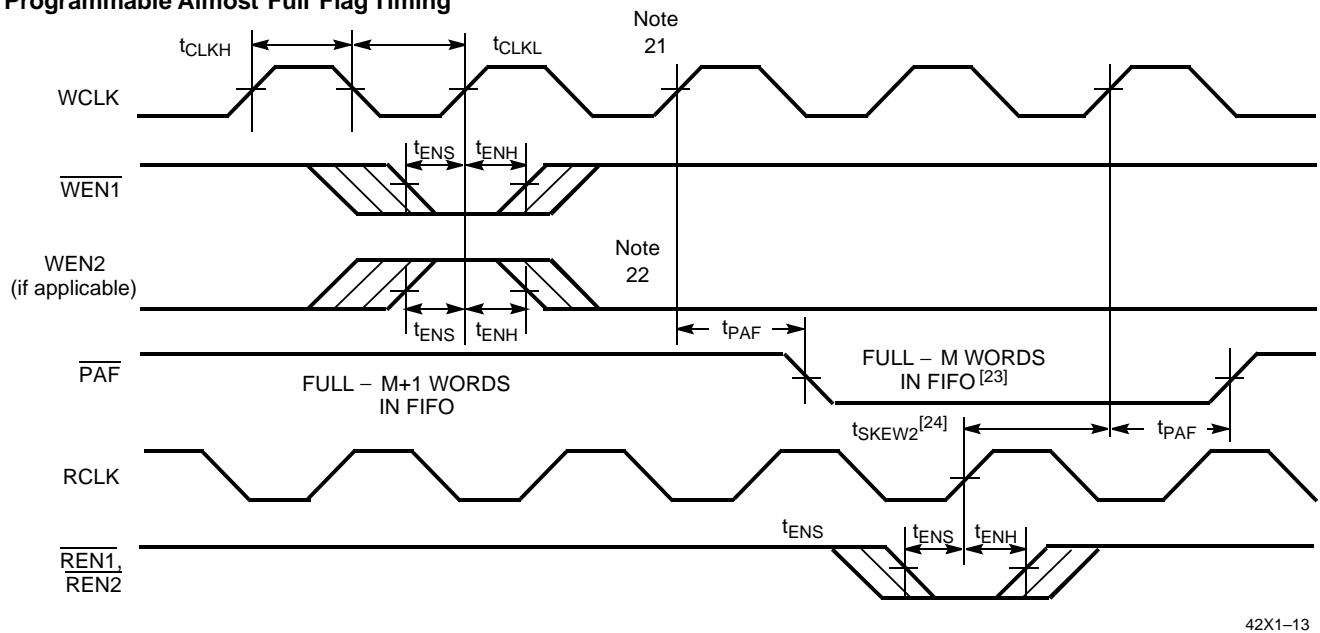 Programmable Almost Full Flag Timing
Note
21
tCLKH
tCLKL
WCLK
tENS
tENH
WEN1
WEN2
(if applicable)
Note
22
tENS
tENH
tPAF
PAF
FULL – M+1 WORDS
IN FIFO
FULL – M WORDS
IN FIFO[23]
tSKEW2[24]
tPAF
RCLK
tENS
tENS
tENH
REN1,
REN2
42X1–13